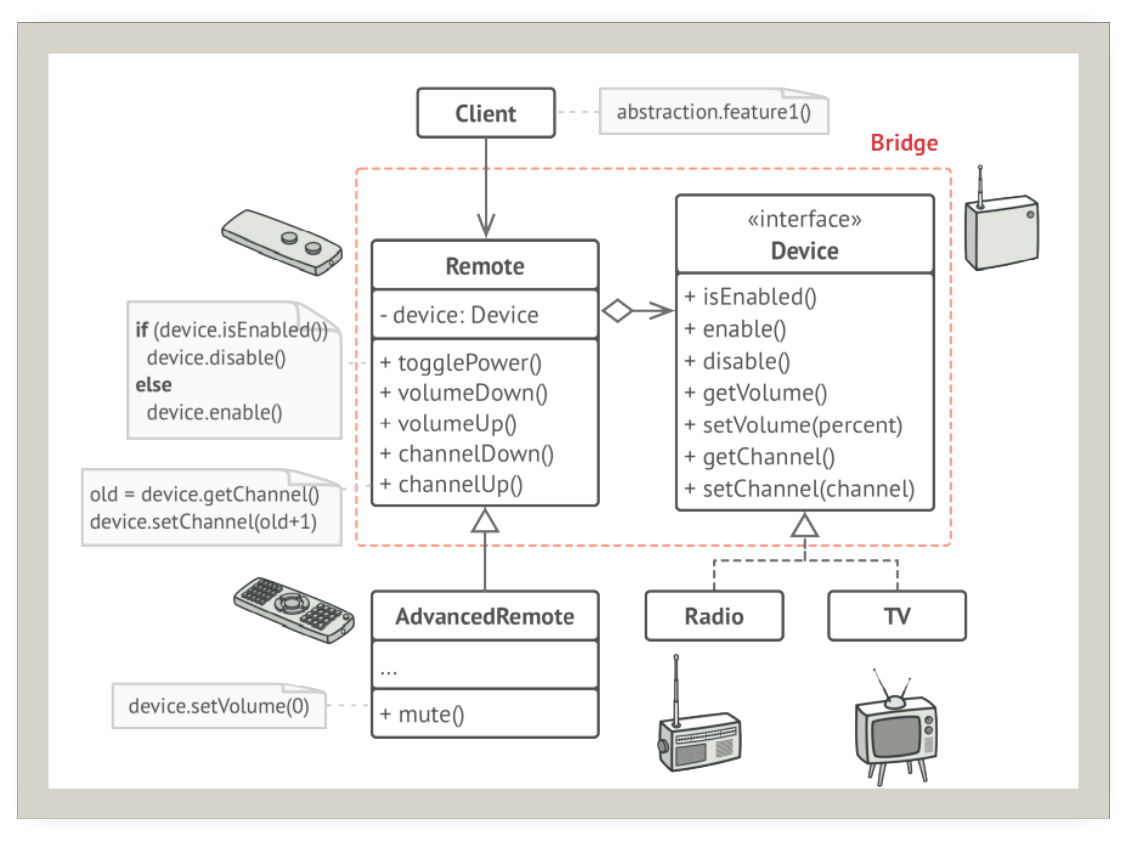 Client
abstraction.feature1()
Bridge
«interface»
Device
+ isEnabled()
+ enable()
+ disable()
+ getVolume()
+ setVolume(percent)
+ getChannel()
+ setChannel(channel)
Remote
- device: Device
+ togglePower()
+ volumeDown()
+ volumeUp()
+ channelDown()
+ channelUp()
if (device.isEnabled())
device.disable()
else
device.enable()
old = device.getChannel()
device.setChannel(old+1)
AdvancedRemote
...
+ mute()
device.setVolume(0)
Radio
TV